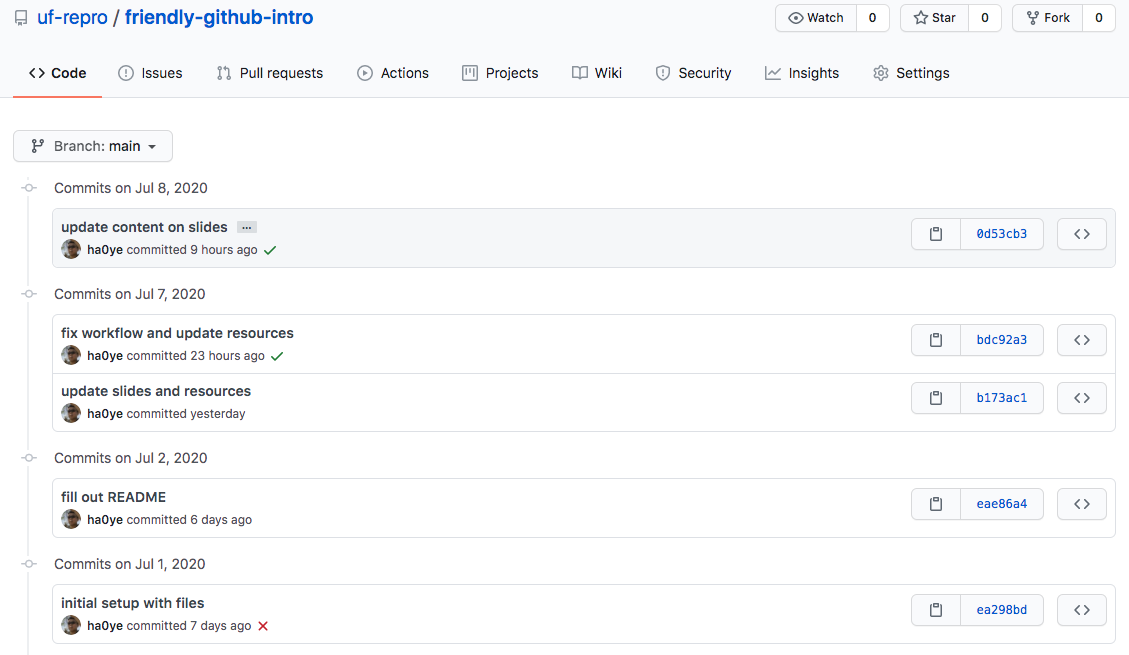 uf-repro / friendly-github-intro
Watch 0 Star 0 Fork 0
Code Issues Pull requests Actions Projects Wiki Security Insights Settings
Branch: main
Commits on Jul 8, 2020
update content on slides ...
ha0ye committed 9 hours ago
0d53cb3
Commits on Jul 7, 2020
fix workflow and update resources
ha0ye committed 23 hours ago
bdc92a3
update slides and resources
ha0ye committed yesterday
b173ac1
Commits on Jul 2, 2020
fill out README
ha0ye committed 6 days ago
eae86a4
Commits on Jul 1, 2020
initial setup with files
ha0ye committed 7 days ago
ea298bd